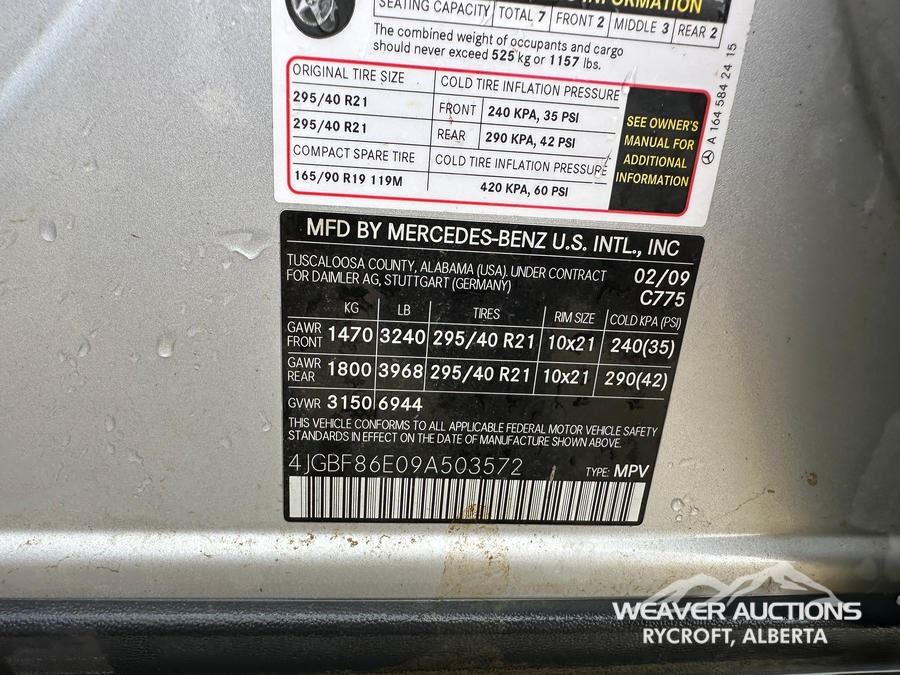 INFORMATION
SEATING CAPACITY TOTAL 7 FRONT 2 MIDDLE 3 REAR 2
The combined weight of occupants and cargo
should never exceed 525 kg or 1157 lbs.
ORIGINAL TIRE SIZE COLD TIRE INFLATION PRESSURE
295/40 R21 FRONT 240 KPA, 35 PSI
295/40 R21 REAR 290 KPA, 42 PSI
COMPACT SPARE TIRE COLD TIRE INFLATION PRESSURE
165/90 R19 119M 420 KPA, 60 PSI
SEE OWNER'S
MANUAL FOR
ADDITIONAL
INFORMATION
A 164 584 24 15
MFD BY MERCEDES-BENZ U.S. INTL., INC
TUSCALOOSA COUNTY, ALABAMA (USA). UNDER CONTRACT
FOR DAIMLER AG, STUTTGART (GERMANY)
02/09
C775
KG LB TIRES RIM SIZE COLD KPA (PSI)
GAWR
FRONT 1470 3240 295/40 R21 10x21 240(35)
GAWR
REAR 1800 3968 295/40 R21 10x21 290(42)
GVWR 3150 6944
THIS VEHICLE CONFORMS TO ALL APPLICABLE FEDERAL MOTOR VEHICLE SAFETY
STANDARDS IN EFFECT ON THE DATE OF MANUFACTURE SHOWN ABOVE.
4JGBF86E09A503572 TYPE: MPV
WEAVER AUCTIONS
RYCROFT, ALBERTA